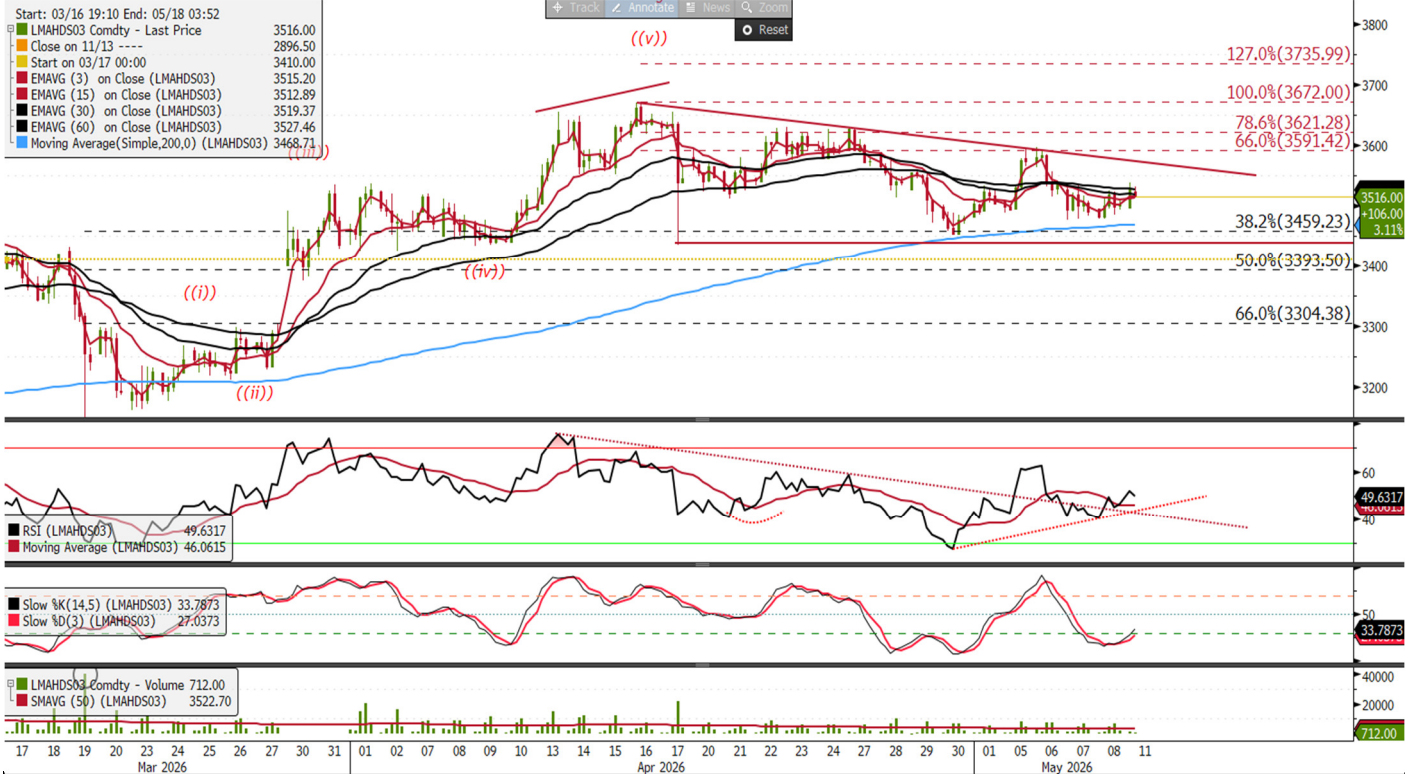 Start: 03/16 19:10 End: 05/18 03:52
LMAHDS03 Comdty - Last Price 3516.00
Close on 11/13 ---- 2896.50
Start on 03/17 00:00 3410.00
EMAVG (3) on Close (LMAHDS03) 3515.20
EMAVG (15) on Close (LMAHDS03) 3512.89
EMAVG (30) on Close (LMAHDS03) 3519.37
EMAVG (60) on Close (LMAHDS03) 3527.46
Moving Average(Simple,200,0) (LMAHDS03) 3468.71
Track Annotate News Zoom
Reset
((v))
((iii))
((i))
((iv))
((ii))
127.0%(3735.99)
100.0%(3672.00)
78.6%(3621.28)
66.0%(3591.42)
38.2%(3459.23)
50.0%(3393.50)
66.0%(3304.38)
3800
3700
3600
3516.00
+106.00
3.11%
3400
3300
3200
RSI (LMAHDS03) 49.6317
Moving Average (LMAHDS03) 46.0615
60
49.6317
46.0615
40
Slow %K(14,5) (LMAHDS03) 33.7873
Slow %D(3) (LMAHDS03) 27.0373
50
33.7873
LMAHDS03 Comdty - Volume 712.00
SMAVG (50) (LMAHDS03) 3522.70
40000
20000
712.00
17 18 19 20 23 24 25 26 27 30 31 01 02 07 08 09 10 13 14 15 16 17 20 21 22 23 24 27 28 29 30 01 05 06 07 08 11
Mar 2026 Apr 2026 May 2026